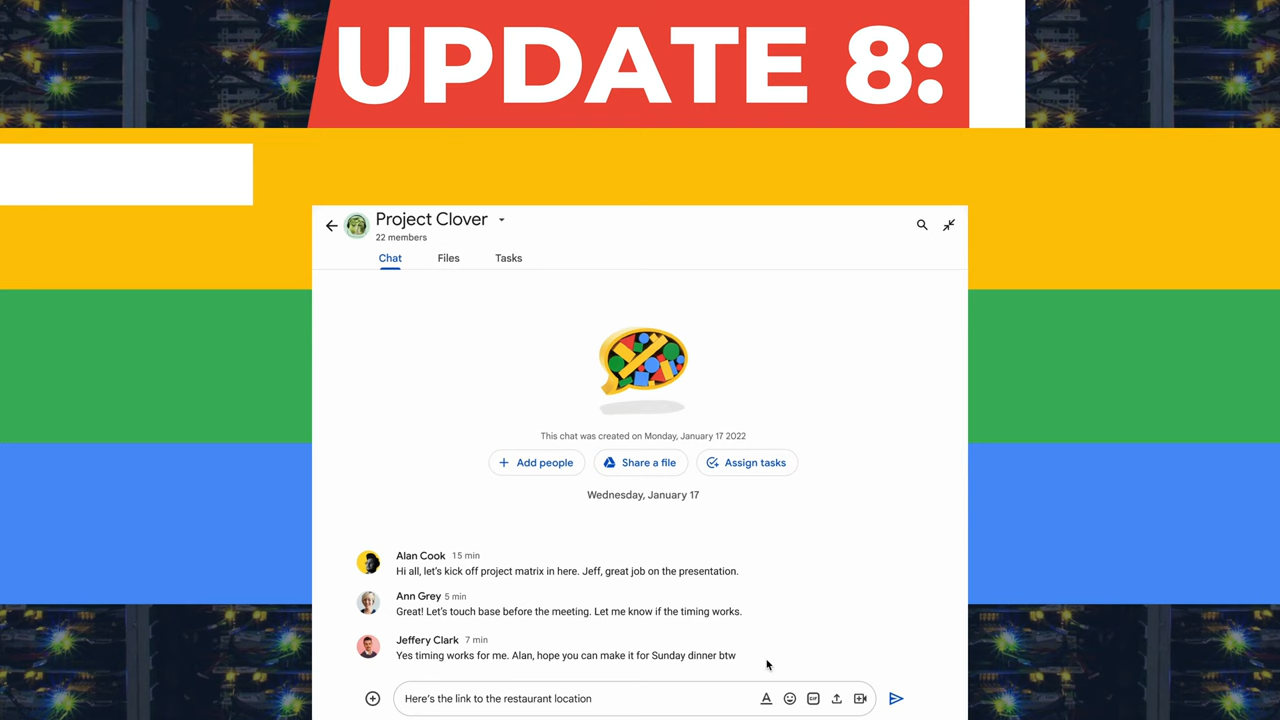 UPDATE 8:
Project Clover
22 members
Chat Files Tasks
This chat was created on Monday, January 17 2022
Add people Share a file Assign tasks
Wednesday, January 17
Alan Cook 15 min
Hi all, let's kick off project matrix in here. Jeff, great job on the presentation.
Ann Grey 5 min
Great! Let's touch base before the meeting. Let me know if the timing works.
Jeffery Clark 7 min
Yes timing works for me. Alan, hope you can make it for Sunday dinner btw
Here's the link to the restaurant location
GIF